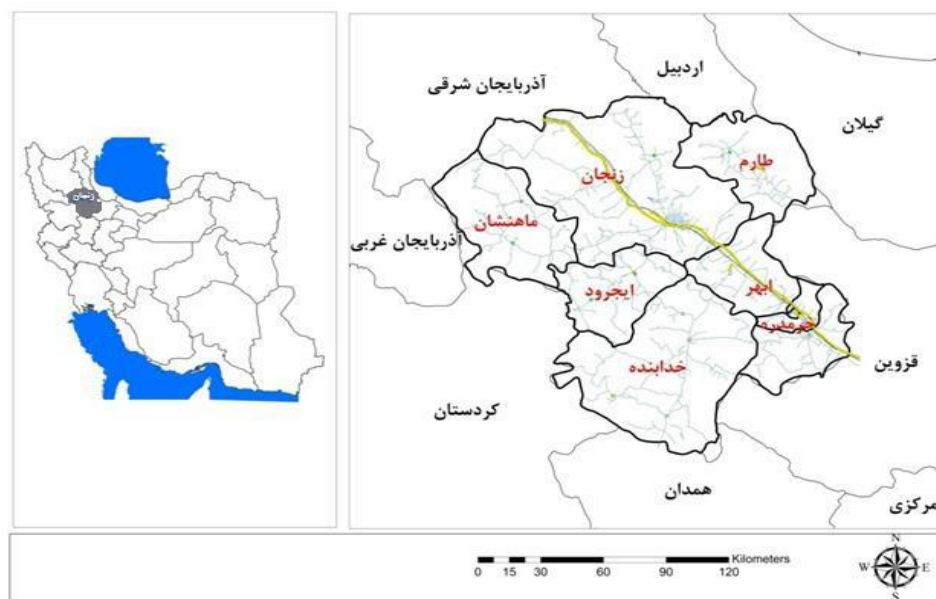 زنجان
اردبیل
آذربایجان شرقی
گیلان
طارم
زنجان
ماهنشان
آذربایجان غربی
ایجرود
ابهر
خرمدره
قزوین
خدابنده
کردستان
همدان
مرکزی
Kilometers
0 15 30 60 90 120
N
W E
S